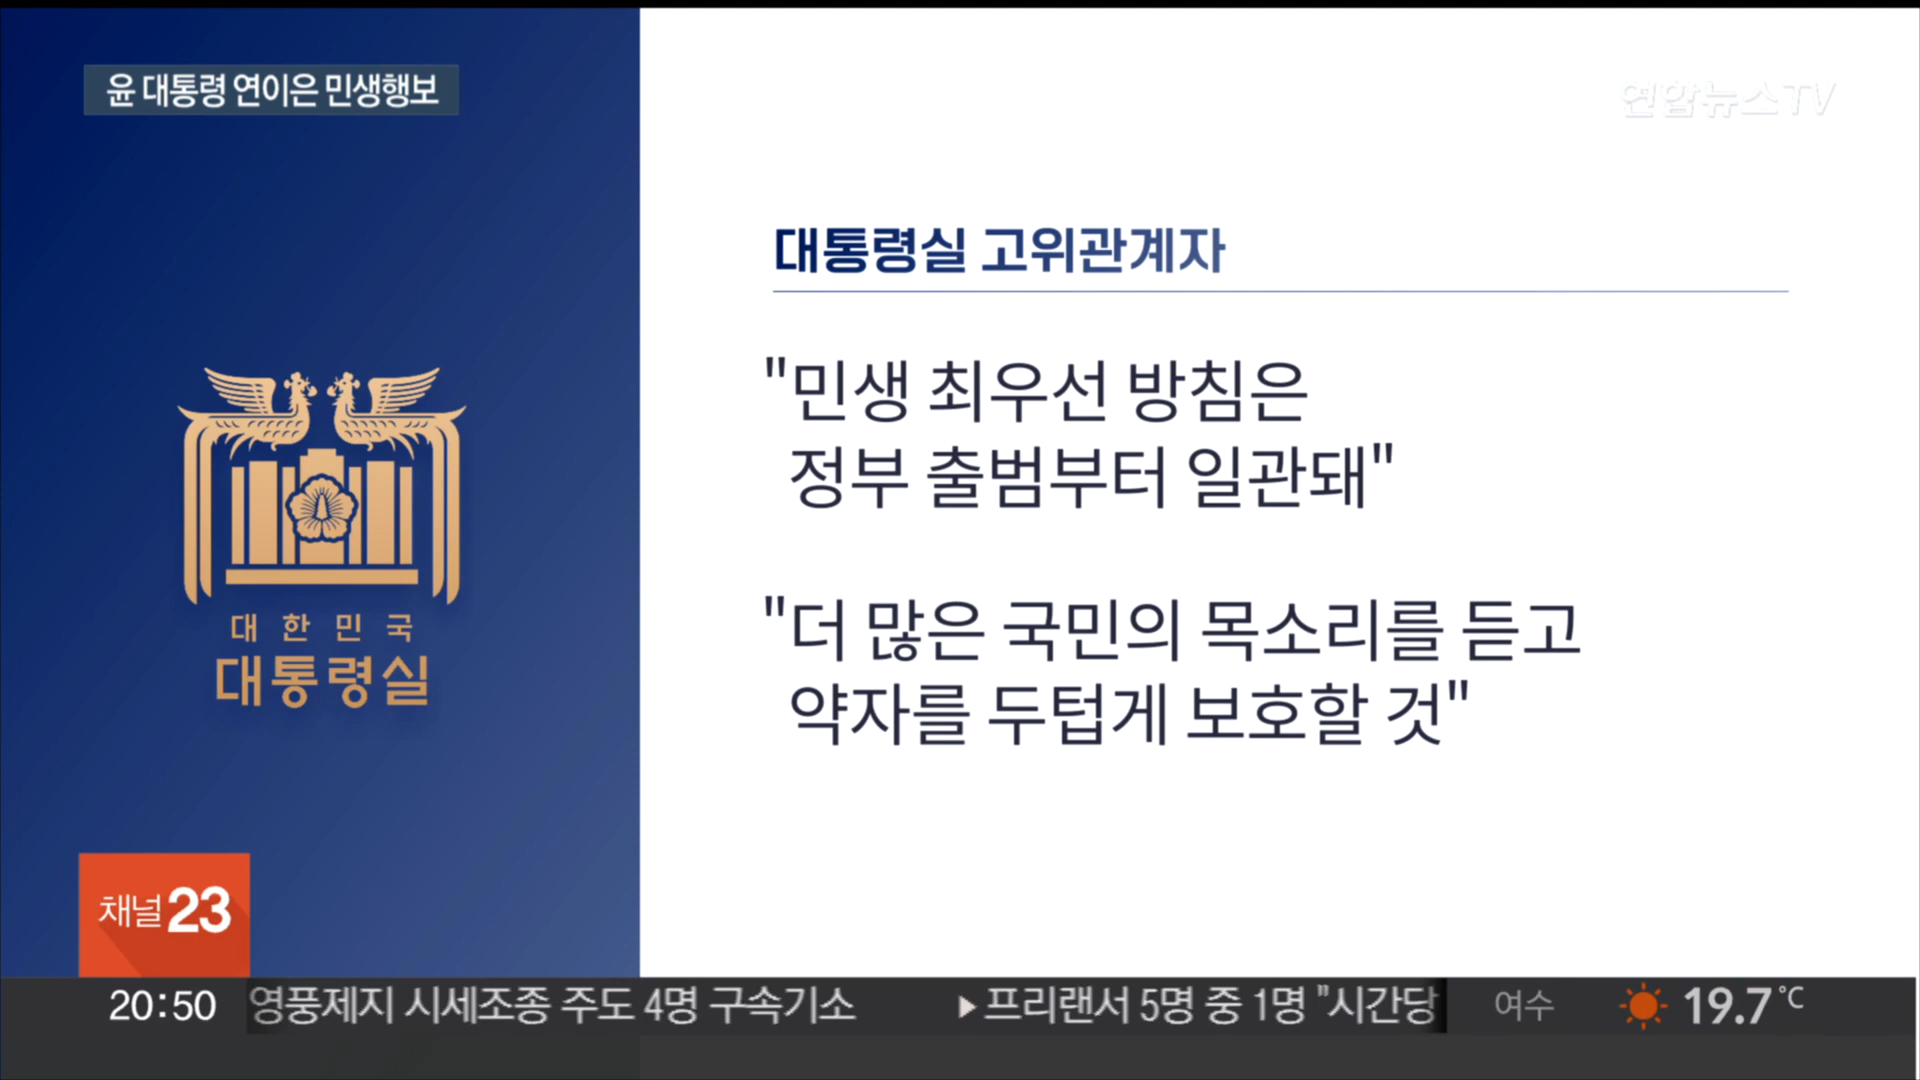 윤 대통령 연이은 민생행보
연합뉴스TV
대통령실 고위관계자
"민생 최우선 방침은
정부 출범부터 일관돼"
"더 많은 국민의 목소리를 듣고
약자를 두텁게 보호할 것"
대한민국
대통령실
채널23
20:50 영풍제지 시세조종 주도 4명 구속기소 ▶프리랜서 5명 중 1명 "시간당 여수 19.7℃